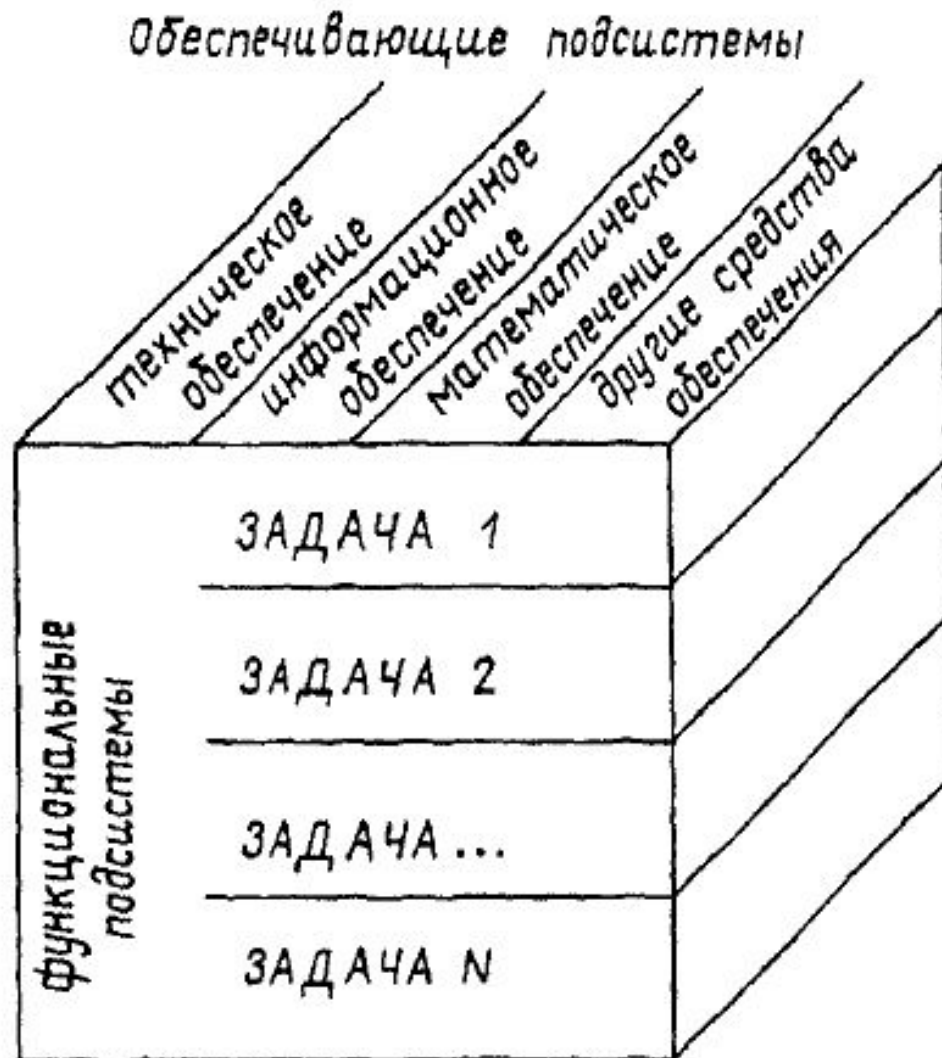 Обеспечивающие подсистемы
техническое
обеспечение
информационное
обеспечение
математическое
обеспечение
другие средства
обеспечения
функциональные
подсистемы
ЗАДАЧА 1
ЗАДАЧА 2
ЗАДАЧА...
ЗАДАЧА N